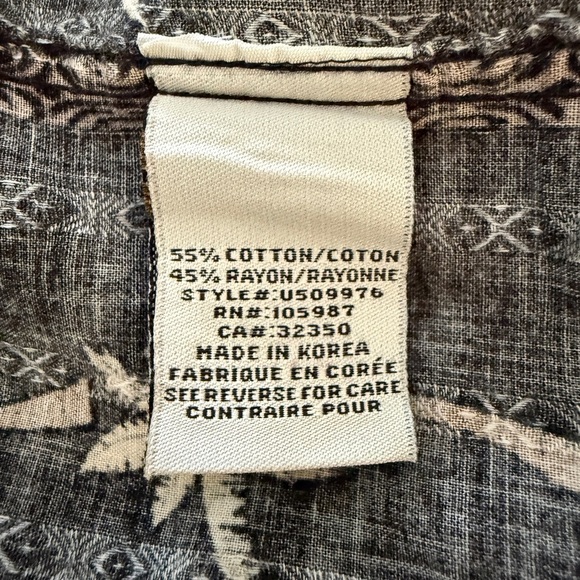 55% COTTON/COTON
45% RAYON/RAYONNE
STYLE#:U509976
RN#:105987
CA#:32350
MADE IN KOREA
FABRIQUE EN CORÉE
SEE REVERSE FOR CARE
CONTRAIRE POUR